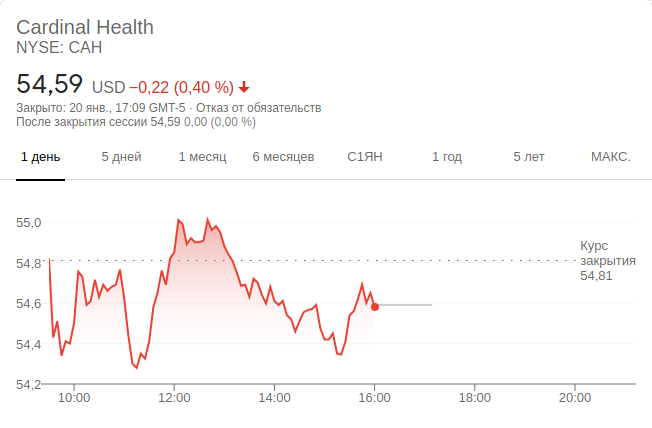 Cardinal Health
NYSE: CAH
54,59 USD −0,22 (0,40 %)
Закрыто: 20 янв., 17:09 GMT-5 · Отказ от обязательств
После закрытия сессии 54,59 0,00 (0,00 %)
1 день 5 дней 1 месяц 6 месяцев С1ЯН 1 год 5 лет МАКС.
55,0
54,8
54,6
54,4
54,2
Курс
закрытия
54,81
10:00 12:00 14:00 16:00 18:00 20:00